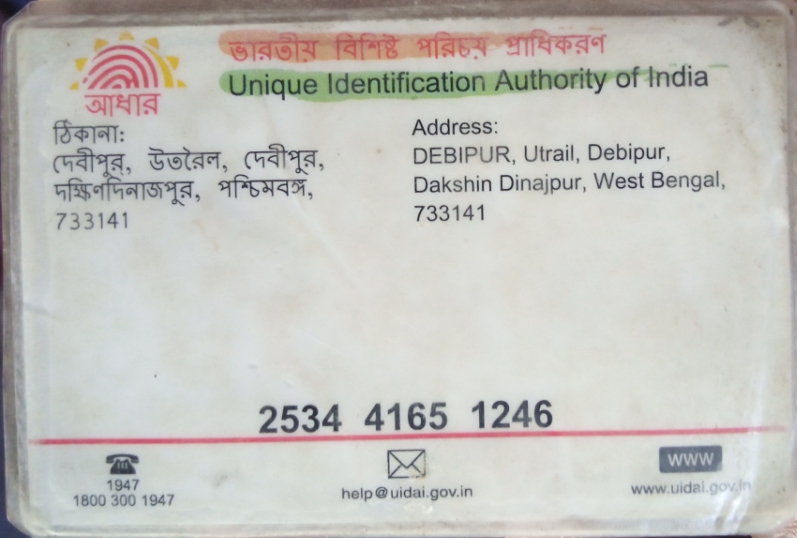 ভারতীয় বিশিষ্ট পরিচয় প্রাধিকরণ
Unique Identification Authority of India
আধার
ঠিকানা:
দেবীপুর, উতরৈল, দেবীপুর,
দক্ষিণদিনাজপুর, পশ্চিমবঙ্গ,
733141
Address:
DEBIPUR, Utrail, Debipur,
Dakshin Dinajpur, West Bengal,
733141
2534 4165 1246
1947
1800 300 1947
help@uidai.gov.in
WWW
www.uidai.gov.in